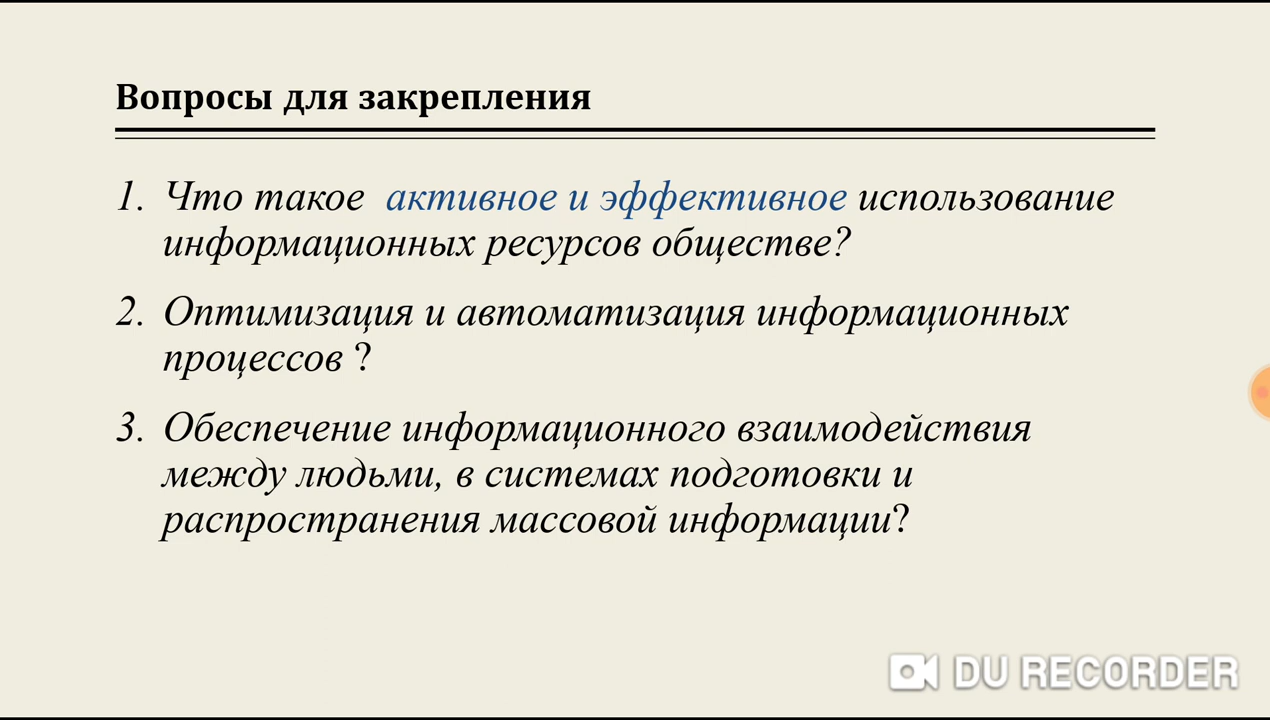 Вопросы для закрепления
1. Что такое активное и эффективное использование
информационных ресурсов обществе?
2. Оптимизация и автоматизация информационных
процессов ?
3. Обеспечение информационного взаимодействия
между людьми, в системах подготовки и
распространения массовой информации?
DU RECORDER